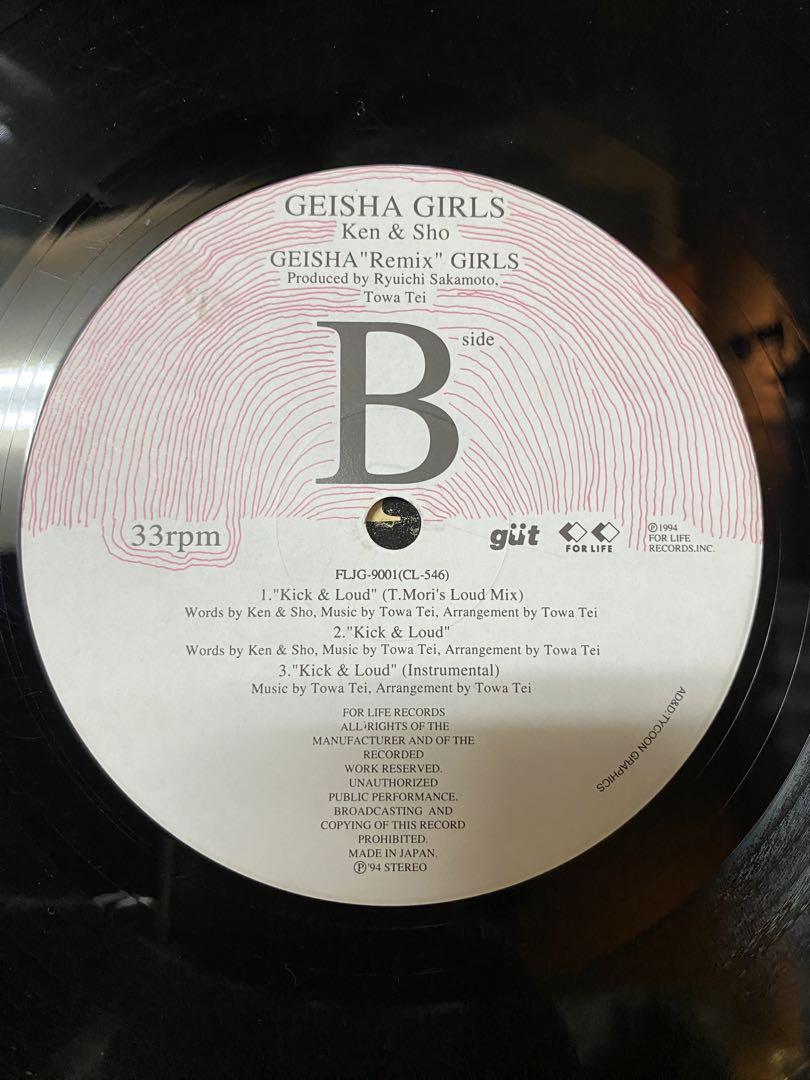 GEISHA GIRLS
Ken & Sho
GEISHA"Remix" GIRLS
Produced by Ryuichi Sakamoto,
Towa Tei
B side
33rpm
güt
FOR LIFE
Ⓟ1994
FOR LIFE
RECORDS.INC.
FLJG-9001(CL-546)
1."Kick & Loud" (T.Mori's Loud Mix)
Words by Ken & Sho, Music by Towa Tei, Arrangement by Towa Tei
2."Kick & Loud"
Words by Ken & Sho, Music by Towa Tei, Arrangement by Towa Tei
3."Kick & Loud" (Instrumental)
Music by Towa Tei, Arrangement by Towa Tei
FOR LIFE RECORDS
ALL RIGHTS OF THE
MANUFACTURER AND OF THE
RECORDED
WORK RESERVED.
UNAUTHORIZED
PUBLIC PERFORMANCE.
BROADCASTING AND
COPYING OF THIS RECORD
PROHIBITED.
MADE IN JAPAN.
Ⓟ'94 STEREO
AD&D:TYCOON GRAPHICS